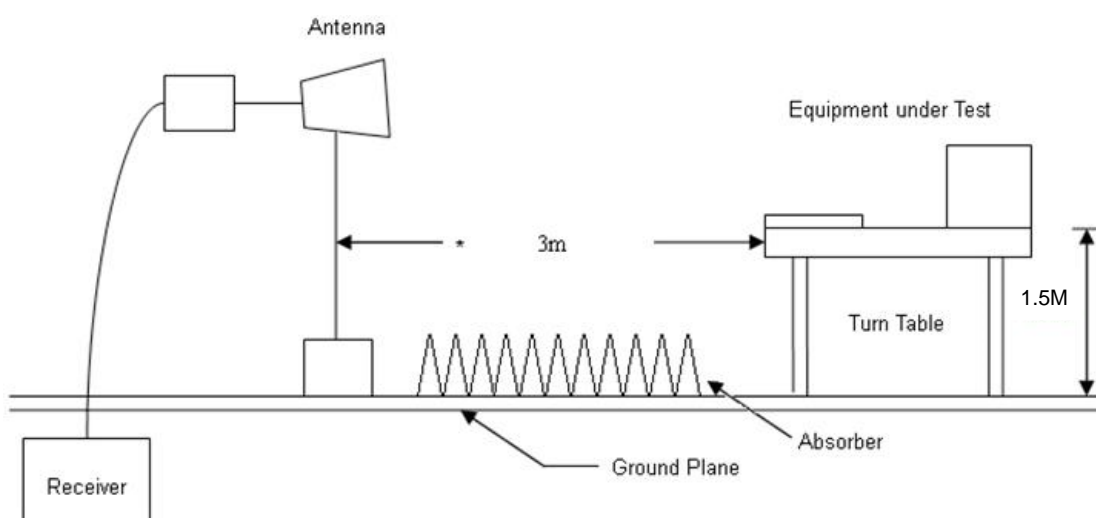 Antenna
Equipment under Test
* 3m
1.5M
Turn Table
Absorber
Ground Plane
Receiver